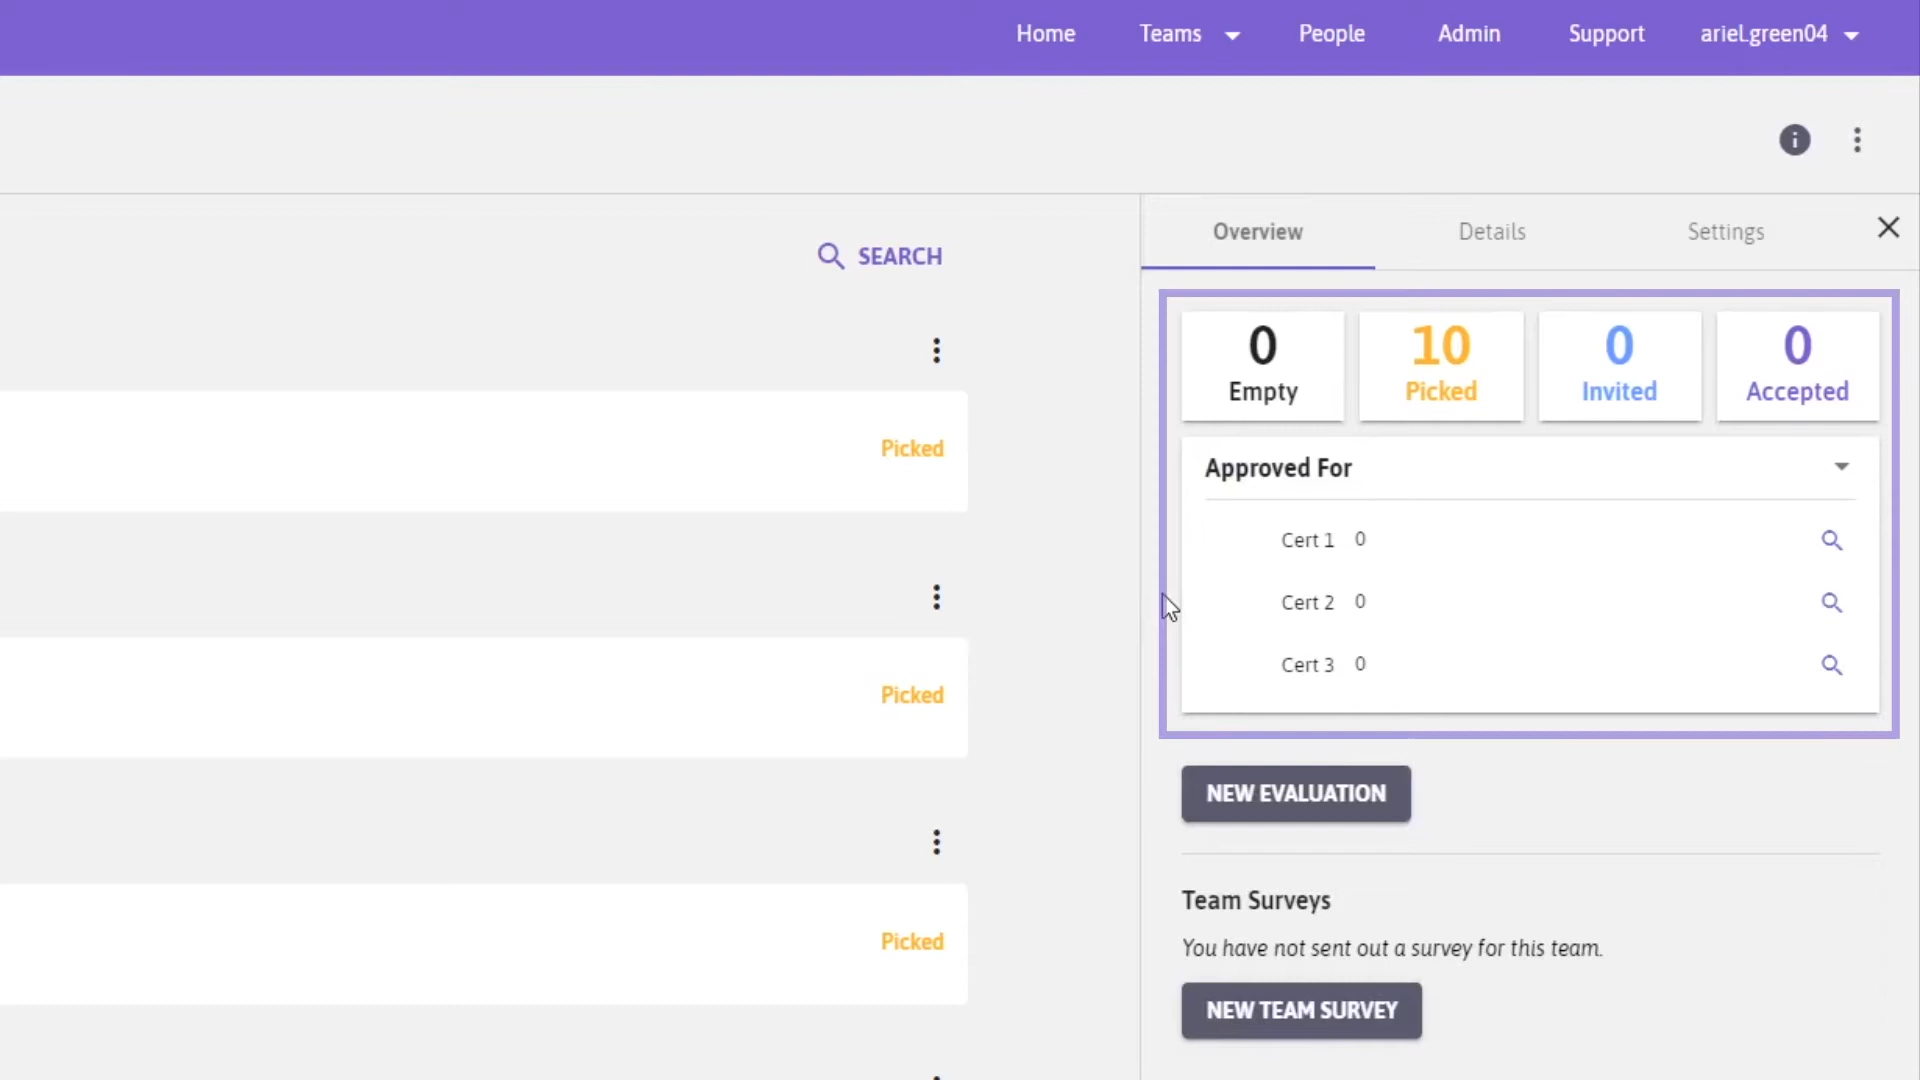 Home Teams People Admin Support ariel.green04
Overview Details Settings
SEARCH
0 10 0 0
Empty Picked Invited Accepted
Picked
Approved For
Cert 1 0
Cert 2 0
Cert 3 0
Picked
NEW EVALUATION
Team Surveys
Picked
You have not sent out a survey for this team.
NEW TEAM SURVEY